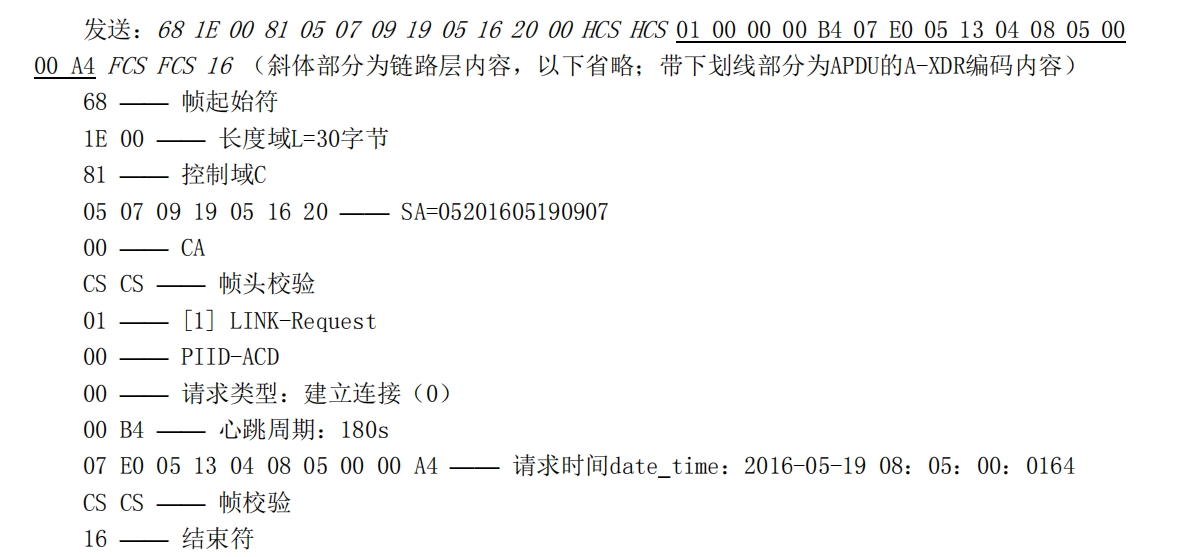 发送：68 1E 00 81 05 07 09 19 05 16 20 00 HCS HCS 01 00 00 00 B4 07 E0 05 13 04 08 05 00
00 A4 FCS FCS 16 （斜体部分为链路层内容，以下省略；带下划线部分为APDU的A-XDR编码内容）
68 —— 帧起始符
1E 00 —— 长度域L=30字节
81 —— 控制域C
05 07 09 19 05 16 20 —— SA=05201605190907
00 —— CA
CS CS —— 帧头校验
01 —— [1] LINK-Request
00 —— PIID-ACD
00 —— 请求类型：建立连接（0）
00 B4 —— 心跳周期：180s
07 E0 05 13 04 08 05 00 00 A4 —— 请求时间date_time：2016-05-19 08：05：00：0164
CS CS —— 帧校验
16 —— 结束符